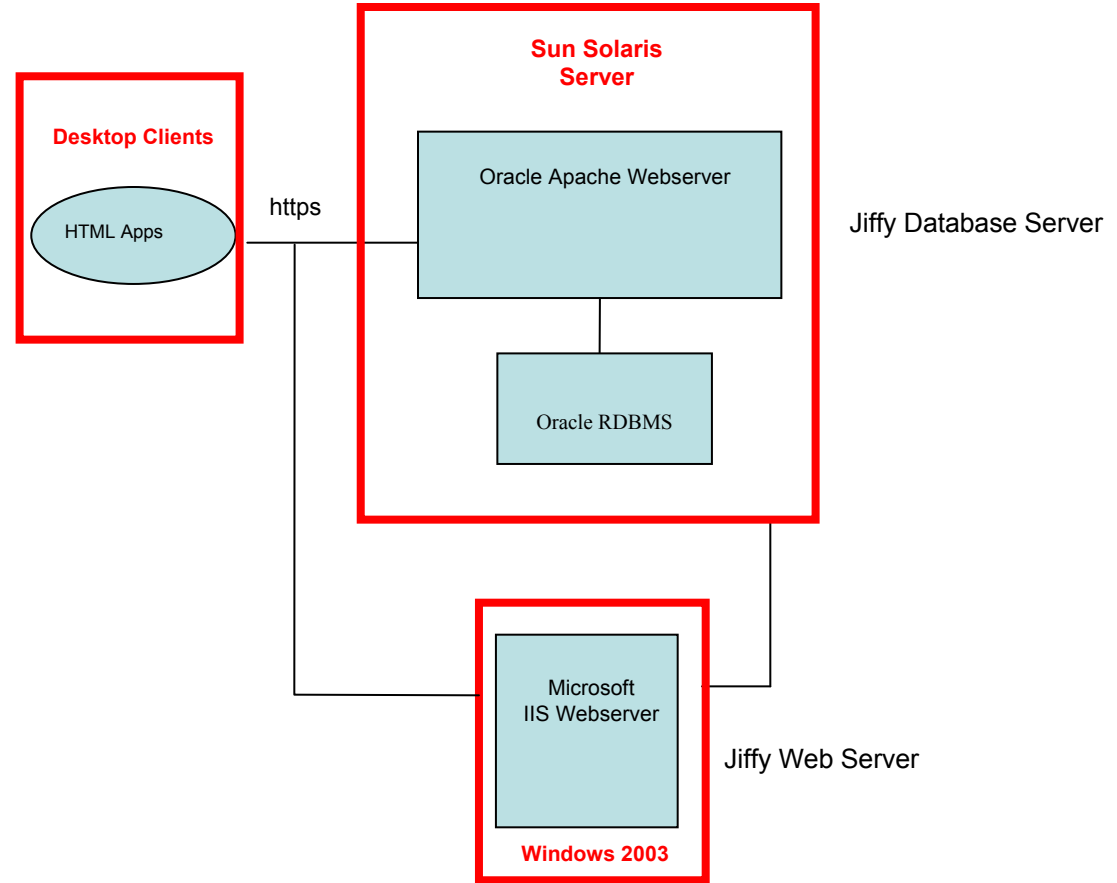 Sun Solaris
Server
Desktop Clients
Oracle Apache Webserver
https
HTML Apps
Jiffy Database Server
Oracle RDBMS
Microsoft
IIS Webserver
Jiffy Web Server
Windows 2003